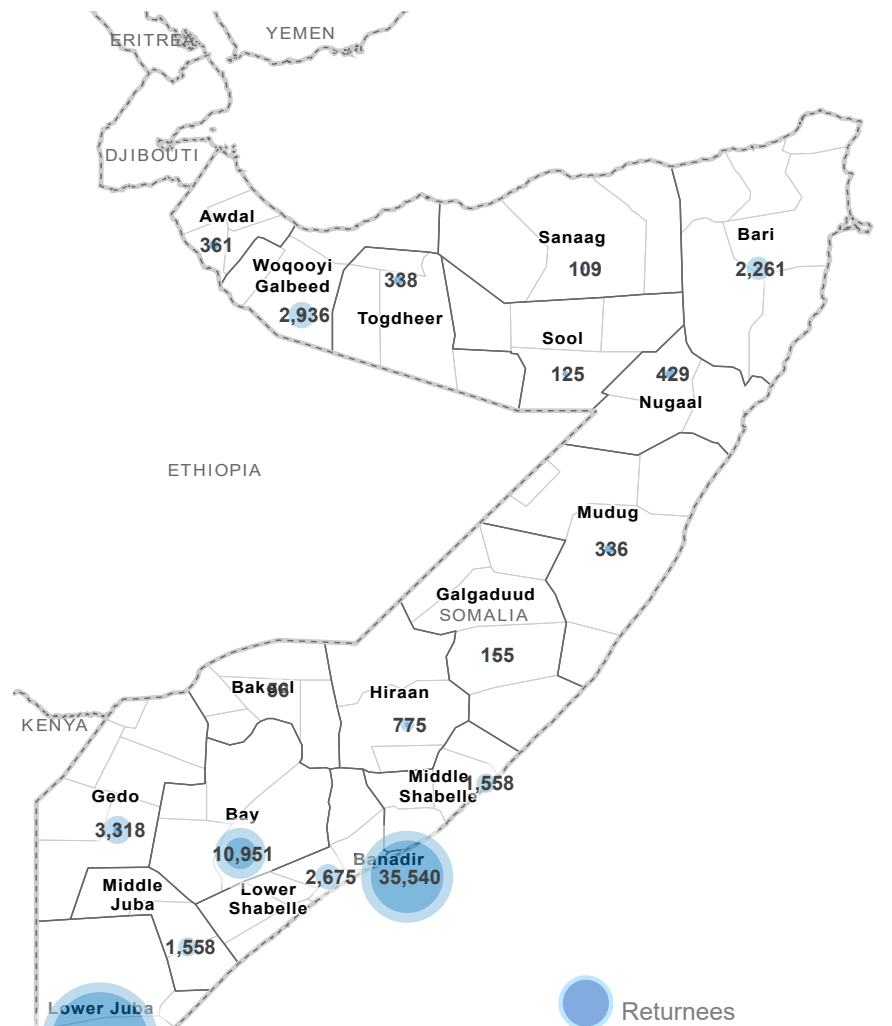 ERITREA
YEMEN
DJIBOUTI
Awdal
361
Woqooyi
Galbeed
2,936
338
Togdheer
Sanaag
109
Bari
2,261
Sool
125
429
Nugaal
ETHIOPIA
Mudug
336
Galgaduud
SOMALIA
155
Bakool
56
Hiraan
775
KENYA
Middle
Shabelle
1,558
Gedo
3,318
Bay
10,951
Banadir
35,540
2,675
Lower
Shabelle
Middle
Juba
1,558
Lower Juba
Returnees